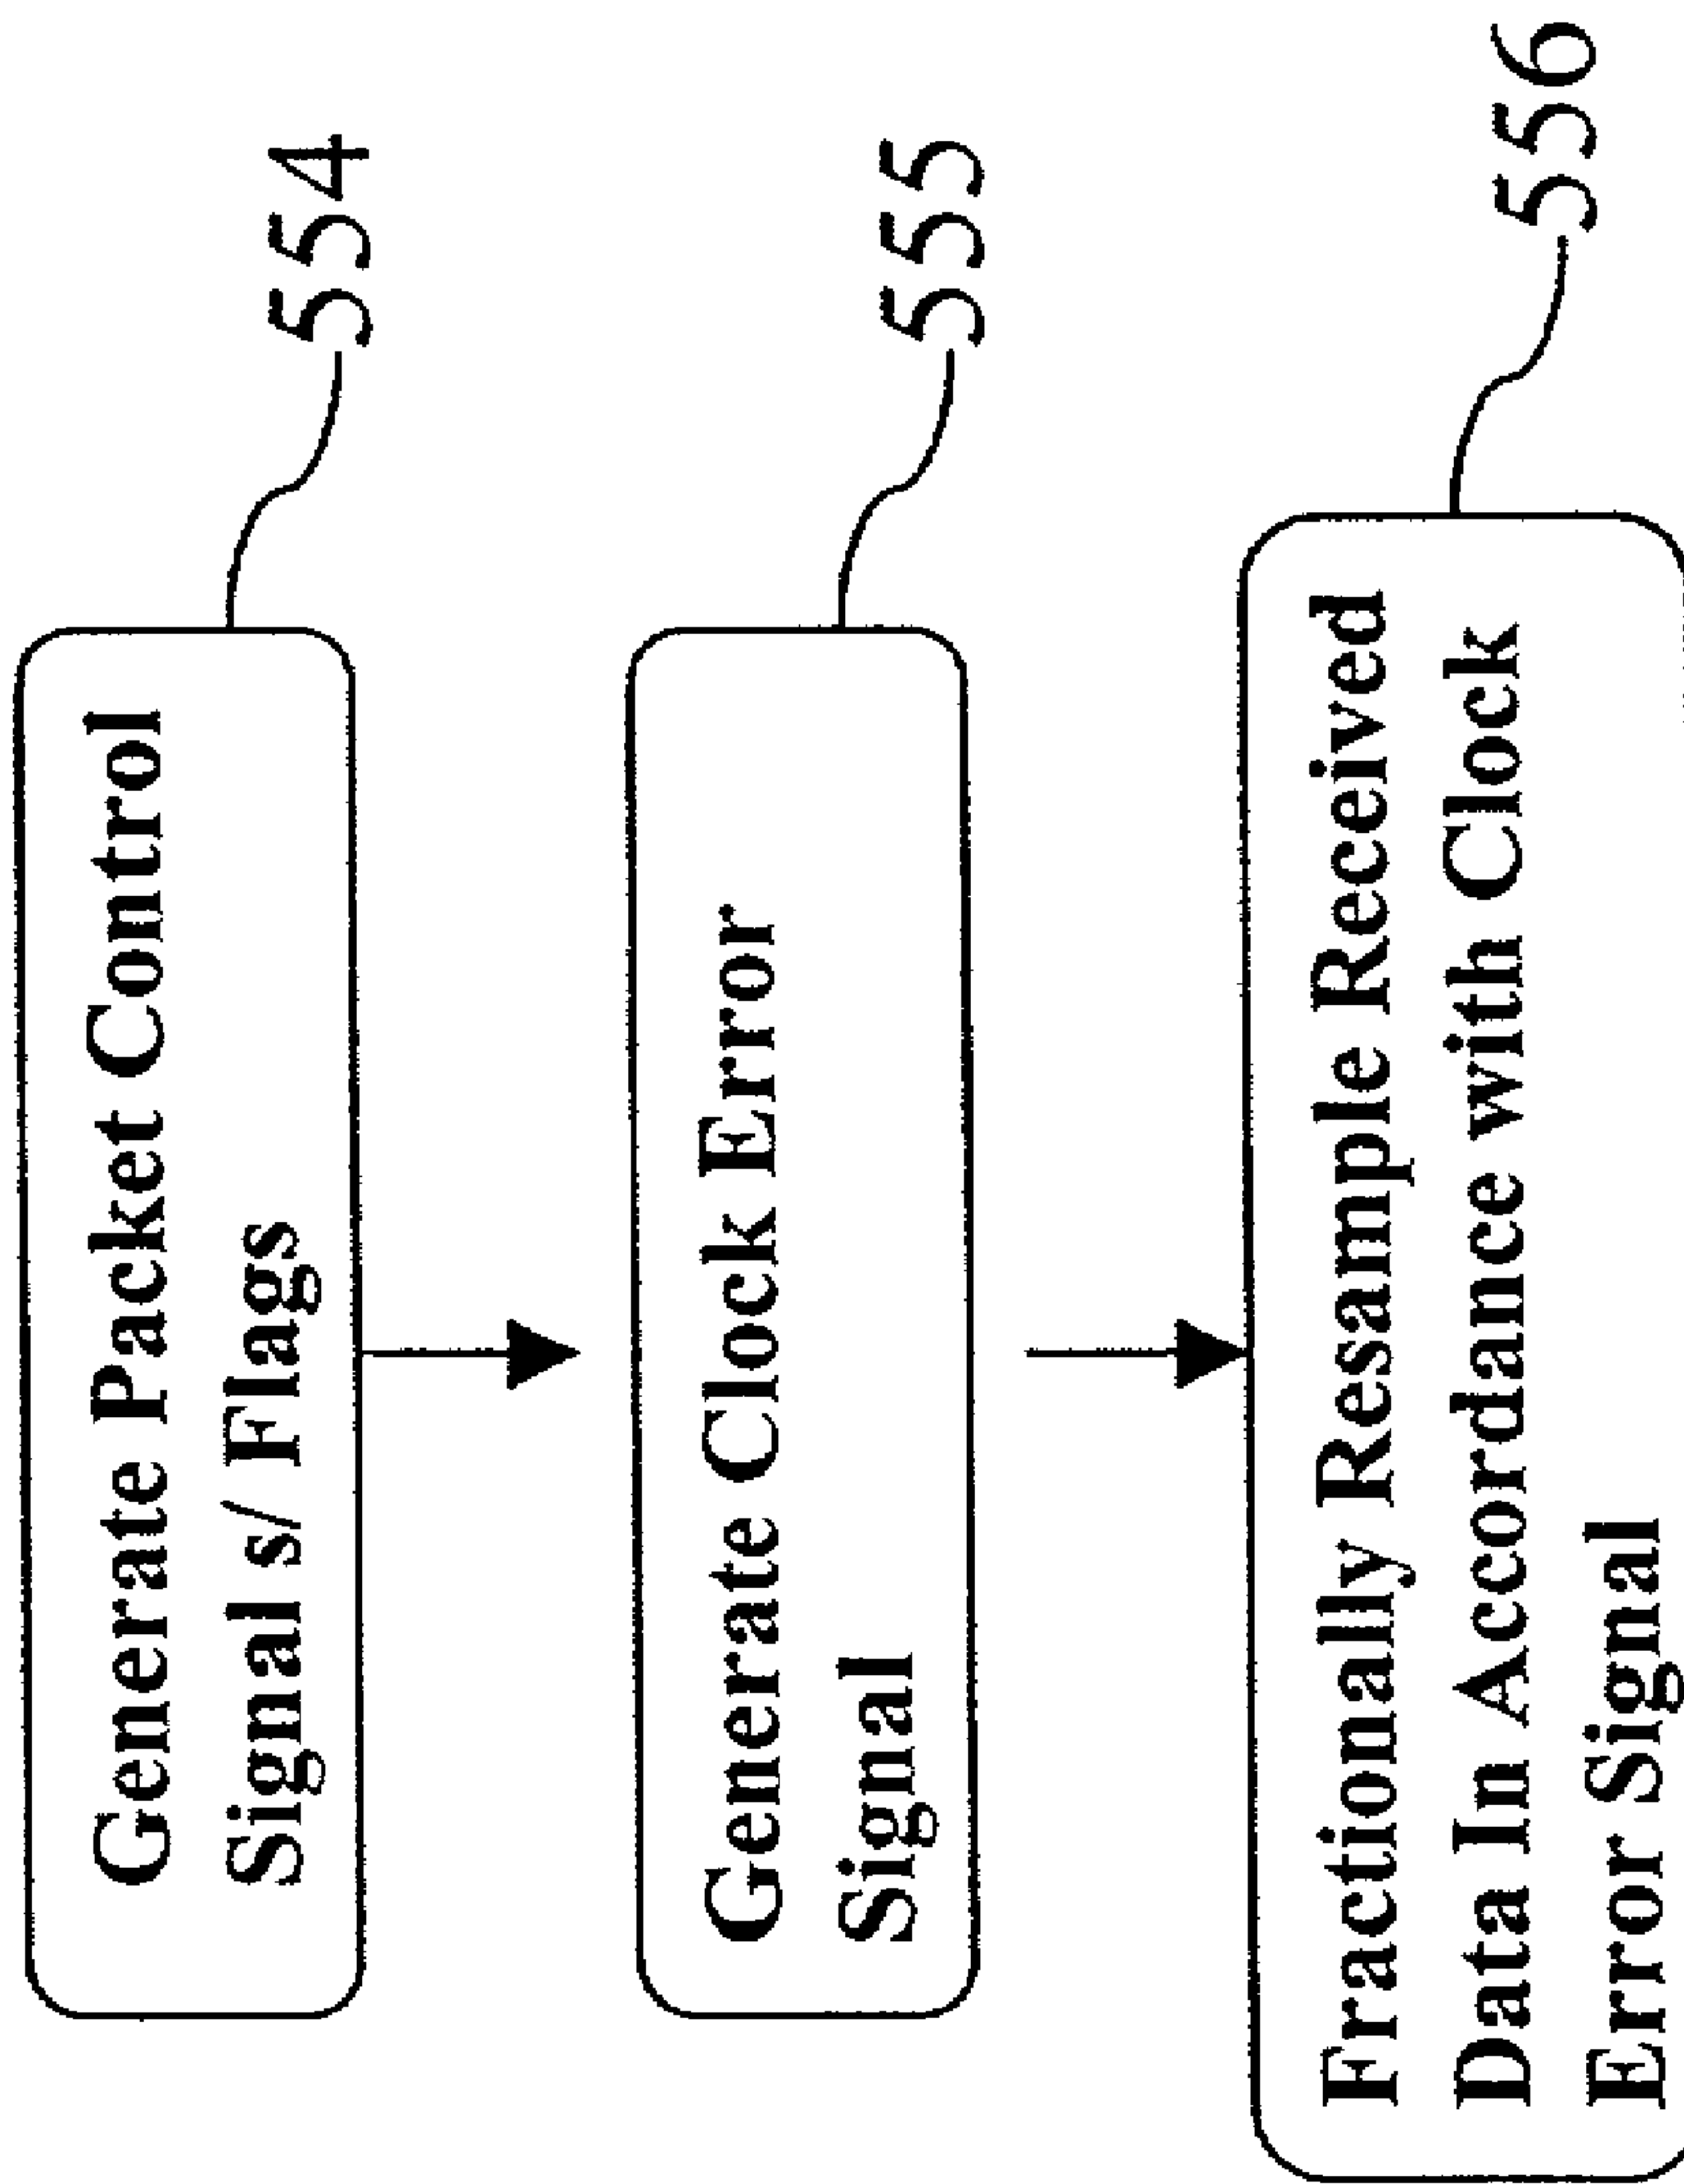 Generate Packet Control
Signal s/ Flags
554
Generate Clock Error
Signal
555
Fractionally Resample Received
Data In Accordance with Clock
Error Signal
556